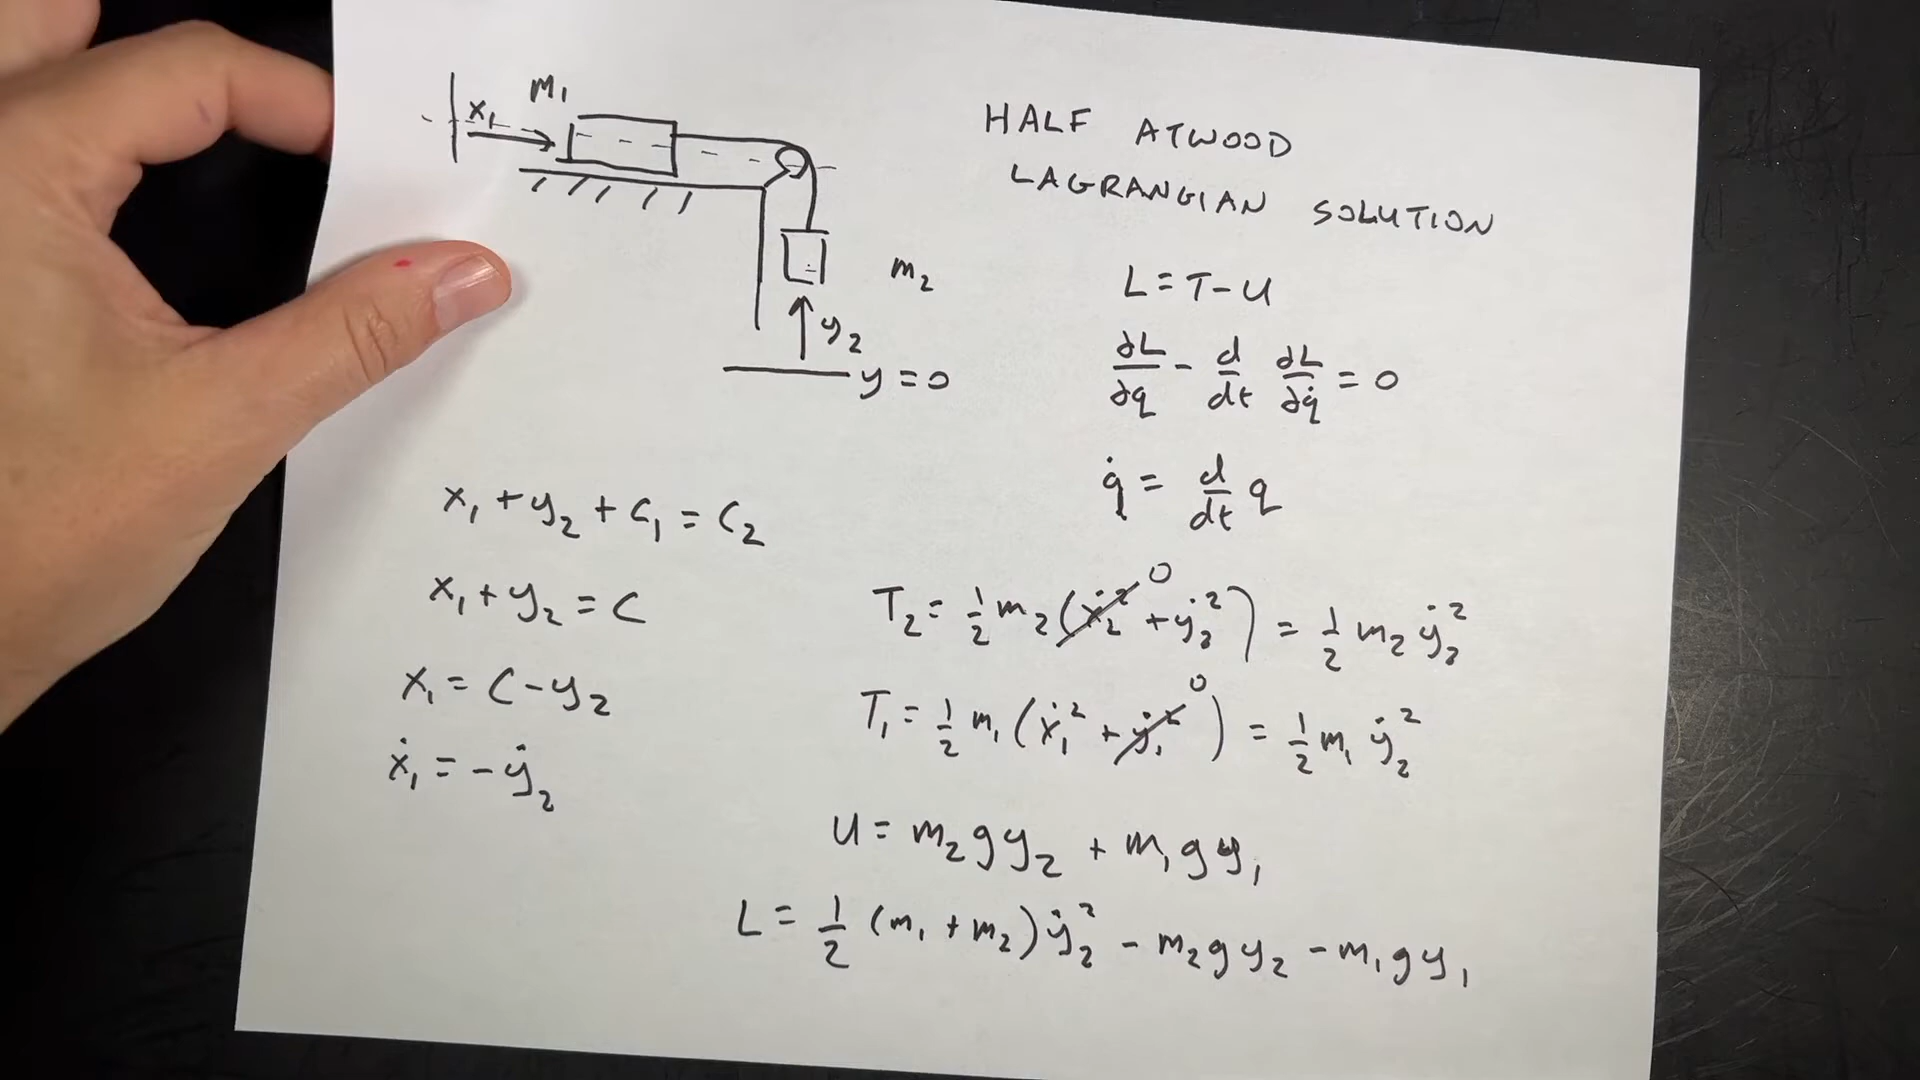 m₁
x₁
HALF ATWOOD
LAGRANGIAN SOLUTION
m₂
y₂
y = 0
L = T - U
∂L/∂q - d/dt ∂L/∂q̇ = 0
q̇ = d/dt q
x₁ + y₂ + C₁ = C₂
x₁ + y₂ = C
x₁ = C - y₂
ẋ₁ = -ẏ₂
T₂ = 1/2 m₂ (ẋ₂² + ẏ₂²) = 1/2 m₂ ẏ₂²
0
T₁ = 1/2 m₁ (ẋ₁² + ẏ₁²) = 1/2 m₁ ẏ₂²
0
U = m₂ g y₂ + m₁ g y₁
L = 1/2 (m₁ + m₂) ẏ₂² - m₂ g y₂ - m₁ g y₁